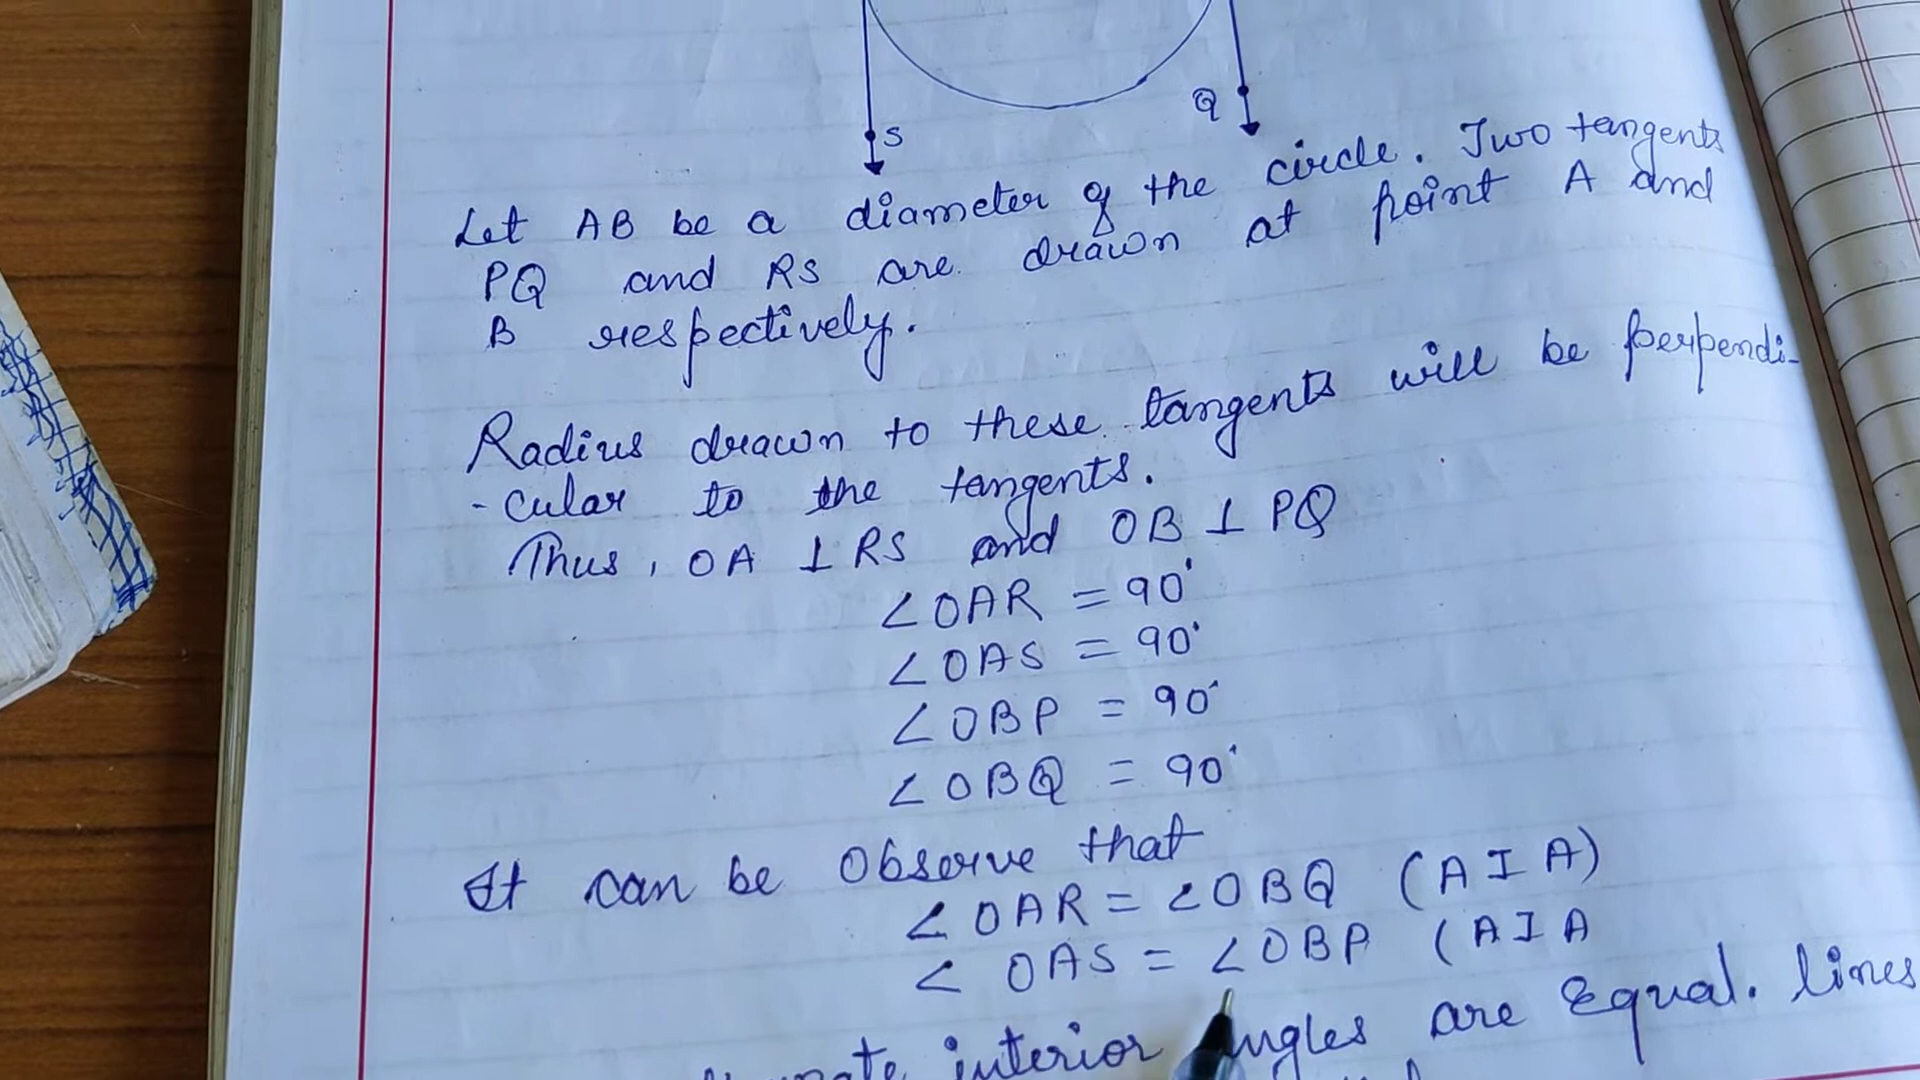 S
Q
Let AB be a diameter of the circle. Two tangents
PQ and RS are drawn at point A and
B respectively.
Radius drawn to these tangents will be perpendi-
-cular to the tangents.
Thus, OA ⊥ RS and OB ⊥ PQ
∠OAR = 90°
∠OAS = 90°
∠OBP = 90°
∠OBQ = 90°
It can be Observe that
∠OAR = ∠OBQ (AIA)
∠OAS = ∠OBP (AIA
interior angles are Equal. lines